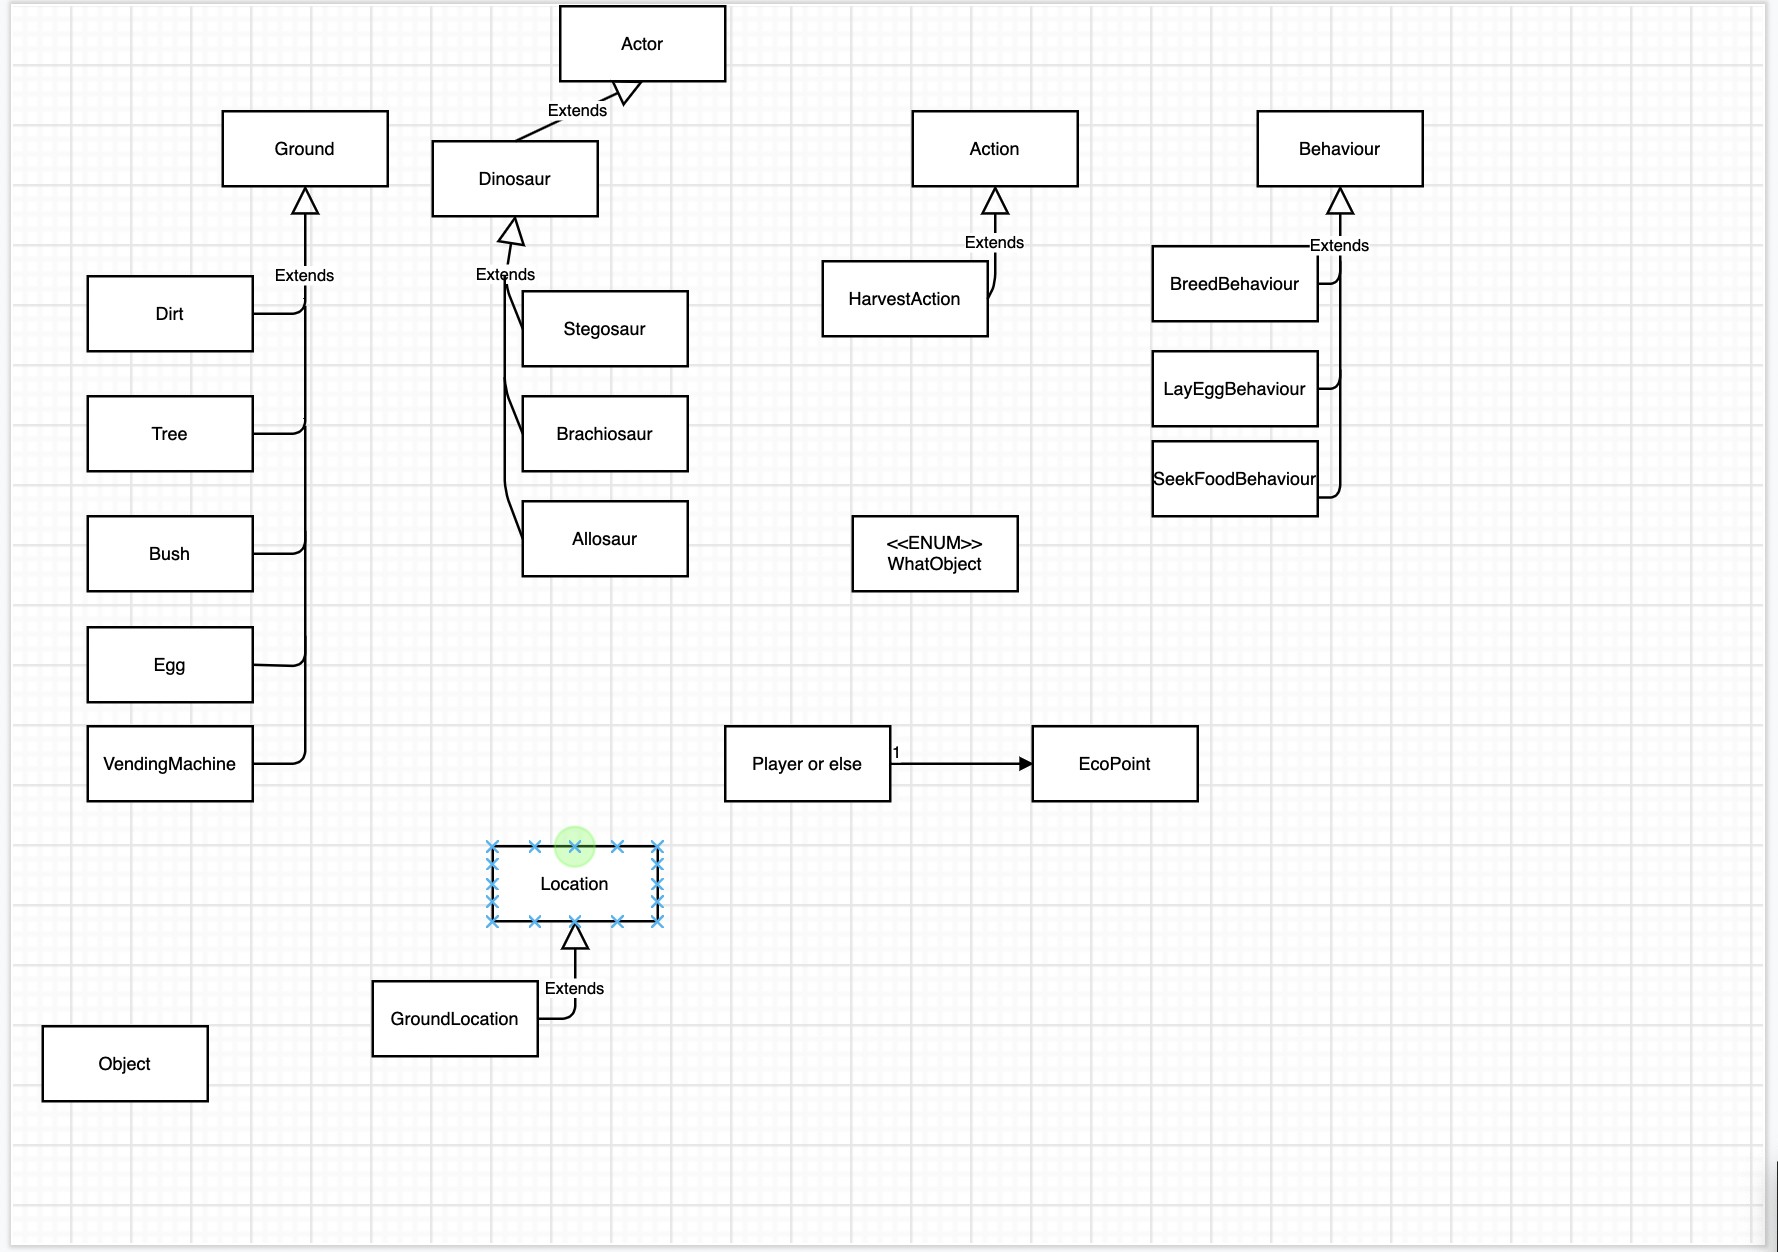 Actor
Extends
Ground
Dinosaur
Action
Behaviour
Extends
Extends
Extends
Extends
Dirt
Stegosaur
HarvestAction
BreedBehaviour
Tree
Brachiosaur
LayEggBehaviour
SeekFoodBehaviour
Bush
Allosaur
<<ENUM>>
WhatObject
Egg
VendingMachine
Player or else
1
EcoPoint
Location
Extends
GroundLocation
Object